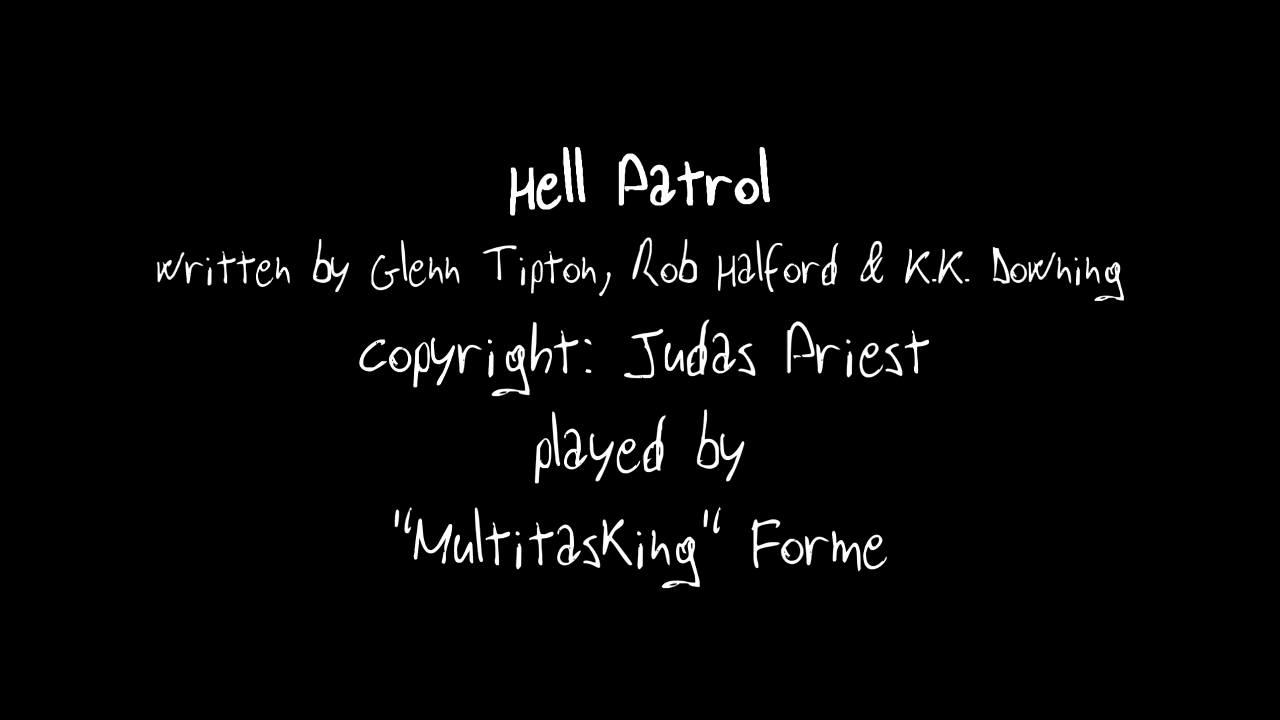 Hell Patrol
written by Glenn Tipton, Rob Halford & K.K. Downing
copyright: Judas Priest
played by
"Multitasking" Forme